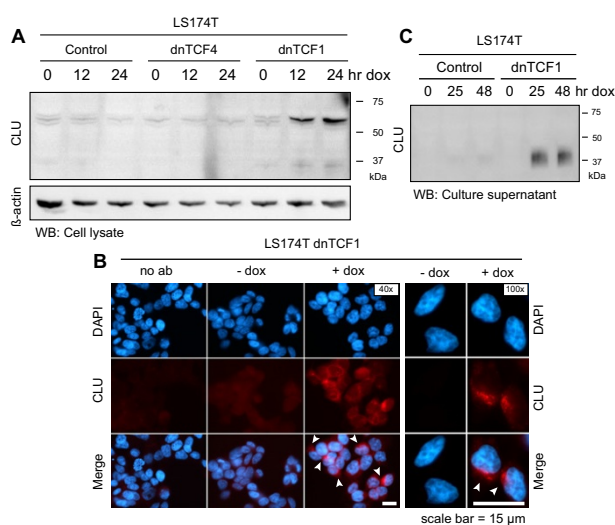 A
LS174T
Control dnTCF4 dnTCF1
0 12 24 0 12 24 0 12 24 hr dox
CLU
75
50
37
kDa
ß-actin
WB: Cell lysate
C
LS174T
Control dnTCF1
0 25 48 0 25 48 hr dox
CLU
75
50
37
kDa
WB: Culture supernatant
LS174T dnTCF1
B
no ab - dox + dox - dox + dox
40x 100x
DAPI DAPI
CLU CLU
Merge Merge
scale bar = 15 µm